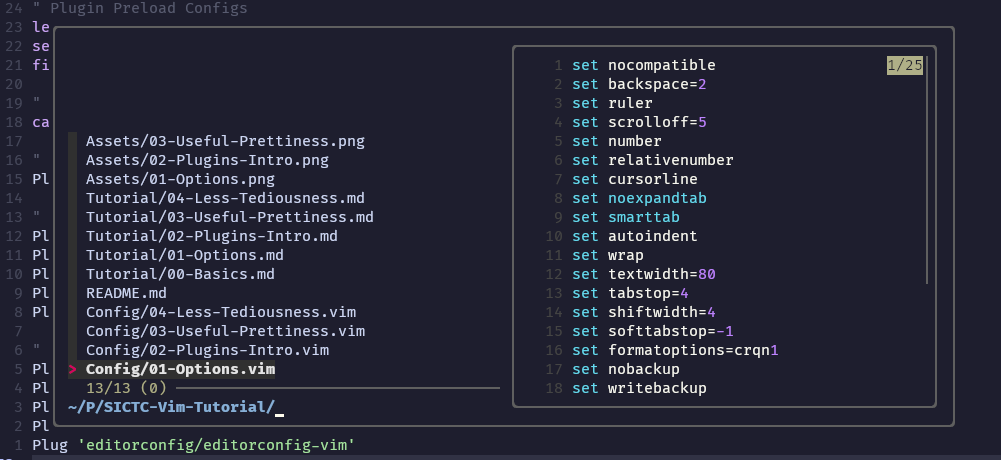 24 " Plugin Preload Configs
23 le
22 se
21 fi
20
19 "
18 ca
17
16 "
15 Pl
14
13 "
12 Pl
11 Pl
10 Pl
9 Pl
8 Pl
7
6 "
5 Pl
4 Pl
3 Pl
2 Pl
1 Plug 'editorconfig/editorconfig-vim'
Assets/03-Useful-Prettiness.png
Assets/02-Plugins-Intro.png
Assets/01-Options.png
Tutorial/04-Less-Tediousness.md
Tutorial/03-Useful-Prettiness.md
Tutorial/02-Plugins-Intro.md
Tutorial/01-Options.md
Tutorial/00-Basics.md
README.md
Config/04-Less-Tediousness.vim
Config/03-Useful-Prettiness.vim
Config/02-Plugins-Intro.vim
> Config/01-Options.vim
13/13 (0)
~/P/SICTC-Vim-Tutorial/
1 set nocompatible 1/25
2 set backspace=2
3 set ruler
4 set scrolloff=5
5 set number
6 set relativenumber
7 set cursorline
8 set noexpandtab
9 set smarttab
10 set autoindent
11 set wrap
12 set textwidth=80
13 set tabstop=4
14 set shiftwidth=4
15 set softtabstop=-1
16 set formatoptions=crqn1
17 set nobackup
18 set writebackup